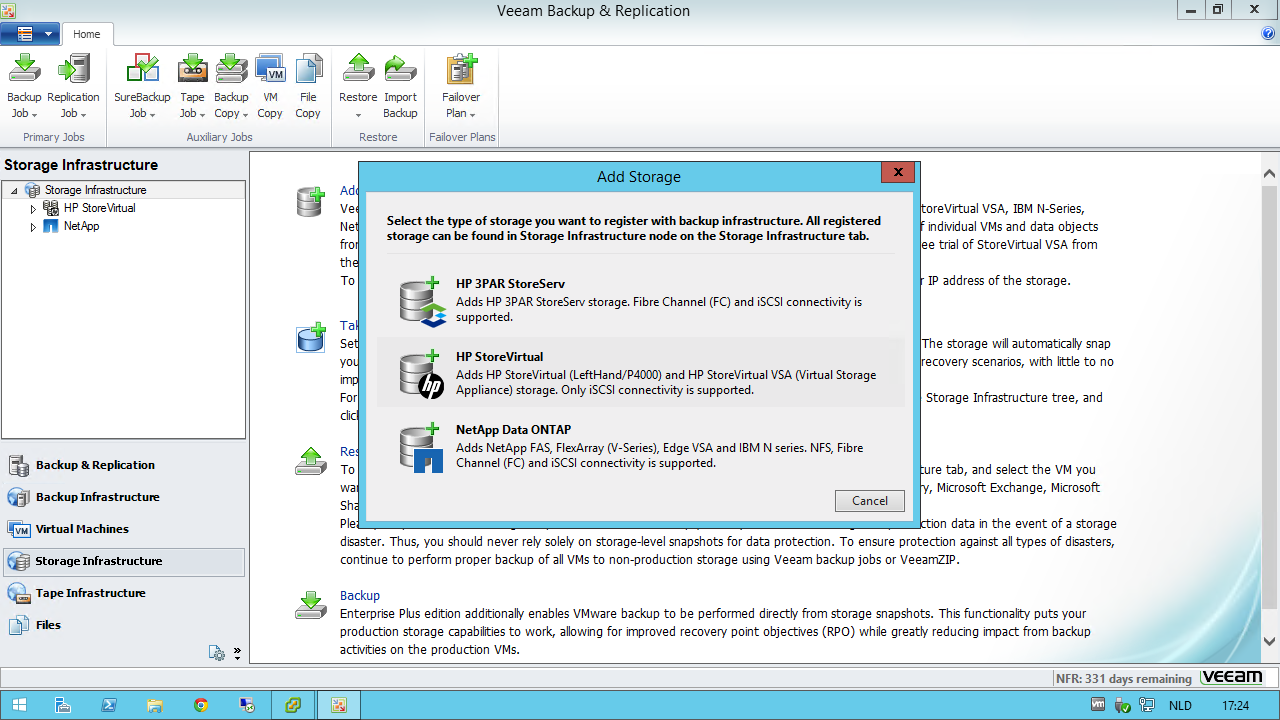 Veeam Backup & Replication
Home
Backup Job
Replication Job
SureBackup Job
Tape Job
Backup Copy
VM Copy
File Copy
Restore
Import Backup
Failover Plan
Primary Jobs
Auxiliary Jobs
Restore
Failover Plans
Storage Infrastructure
Storage Infrastructure
HP StoreVirtual
NetApp
Backup & Replication
Backup Infrastructure
Virtual Machines
Storage Infrastructure
Tape Infrastructure
Files
Add Storage
Select the type of storage you want to register with backup infrastructure. All registered
storage can be found in Storage Infrastructure node on the Storage Infrastructure tab.
HP 3PAR StoreServ
Adds HP 3PAR StoreServ storage. Fibre Channel (FC) and iSCSI connectivity is
supported.
HP StoreVirtual
Adds HP StoreVirtual (LeftHand/P4000) and HP StoreVirtual VSA (Virtual Storage
Appliance) storage. Only iSCSI connectivity is supported.
hp
NetApp Data ONTAP
Adds NetApp FAS, FlexArray (V-Series), Edge VSA and IBM N series. NFS, Fibre
Channel (FC) and iSCSI connectivity is supported.
Cancel
toreVirtual VSA, IBM N-Series,
individual VMs and data objects
ee trial of StoreVirtual VSA from
the
To
IP address of the storage.
The storage will automatically snap
recovery scenarios, with little to no
For
Storage Infrastructure tree, and
To
ture tab, and select the VM you
y, Microsoft Exchange, Microsoft
ction data in the event of a storage
disaster. Thus, you should never rely solely on storage-level snapshots for data protection. To ensure protection against all types of disasters,
continue to perform proper backup of all VMs to non-production storage using Veeam backup jobs or VeeamZIP.
Backup
Enterprise Plus edition additionally enables VMware backup to be performed directly from storage snapshots. This functionality puts your
production storage capabilities to work, allowing for improved recovery point objectives (RPO) while greatly reducing impact from backup
activities on the production VMs.
NFR: 331 days remaining
veeam
NLD
17:24